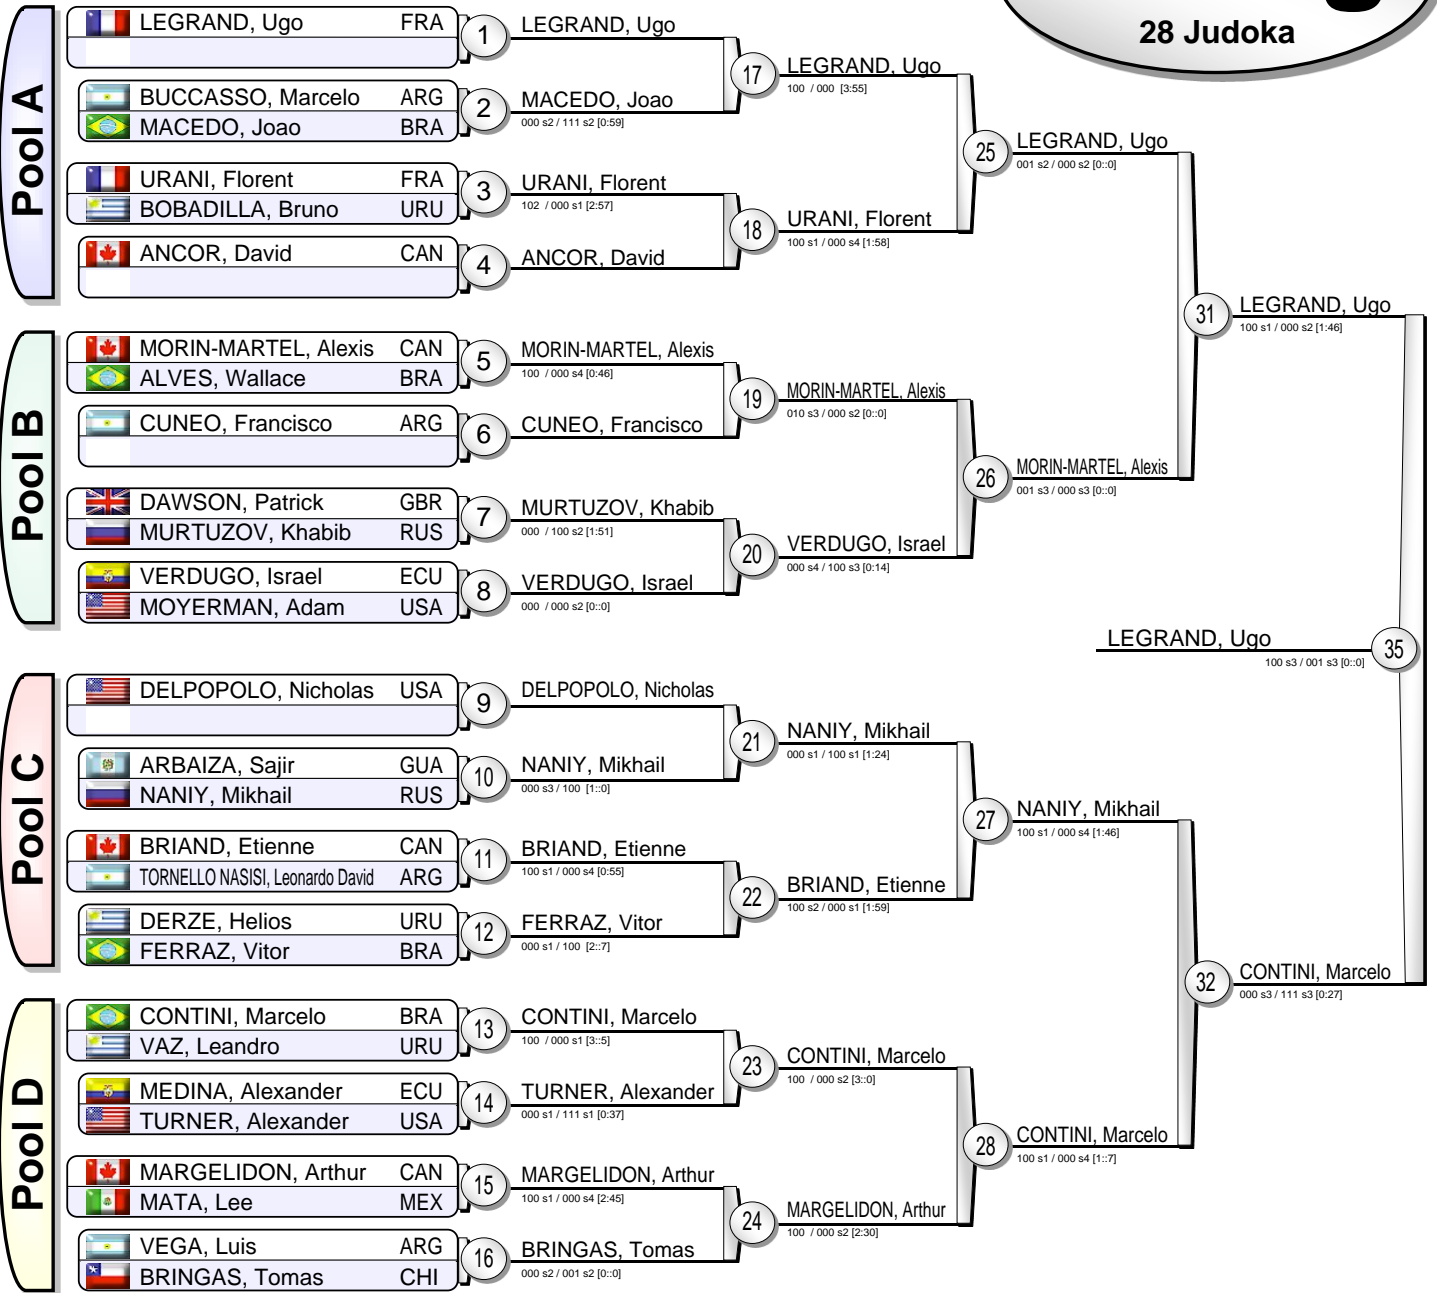 28 Judoka
Pool A
LEGRAND, Ugo FRA
1
BUCCASSO, Marcelo ARG
MACEDO, Joao BRA
2
URANI, Florent FRA
BOBADILLA, Bruno URU
3
ANCOR, David CAN
4
Pool B
MORIN-MARTEL, Alexis CAN
ALVES, Wallace BRA
5
CUNEO, Francisco ARG
6
DAWSON, Patrick GBR
MURTUZOV, Khabib RUS
7
VERDUGO, Israel ECU
MOYERMAN, Adam USA
8
Pool C
DELPOPOLO, Nicholas USA
9
ARBAIZA, Sajir GUA
NANIY, Mikhail RUS
10
BRIAND, Etienne CAN
TORNELLO NASISI, Leonardo David ARG
11
DERZE, Helios URU
FERRAZ, Vitor BRA
12
Pool D
CONTINI, Marcelo BRA
VAZ, Leandro URU
13
MEDINA, Alexander ECU
TURNER, Alexander USA
14
MARGELIDON, Arthur CAN
MATA, Lee MEX
15
VEGA, Luis ARG
BRINGAS, Tomas CHI
16
LEGRAND, Ugo
MACEDO, Joao
000 s2 / 111 s2 [0:59]
URANI, Florent
102 / 000 s1 [2:57]
ANCOR, David
MORIN-MARTEL, Alexis
100 / 000 s4 [0:46]
CUNEO, Francisco
MURTUZOV, Khabib
000 / 100 s2 [1:51]
VERDUGO, Israel
000 / 000 s2 [0::0]
DELPOPOLO, Nicholas
NANIY, Mikhail
000 s3 / 100 [1::0]
BRIAND, Etienne
100 s1 / 000 s4 [0:55]
FERRAZ, Vitor
000 s1 / 100 [2::7]
CONTINI, Marcelo
100 / 000 s1 [3::5]
TURNER, Alexander
000 s1 / 111 s1 [0:37]
MARGELIDON, Arthur
100 s1 / 000 s4 [2:45]
BRINGAS, Tomas
000 s2 / 001 s2 [0::0]
17
LEGRAND, Ugo
100 / 000 [3:55]
18
URANI, Florent
100 s1 / 000 s4 [1:58]
19
MORIN-MARTEL, Alexis
010 s3 / 000 s2 [0::0]
20
VERDUGO, Israel
000 s4 / 100 s3 [0:14]
21
NANIY, Mikhail
000 s1 / 100 s1 [1:24]
22
BRIAND, Etienne
100 s2 / 000 s1 [1:59]
23
CONTINI, Marcelo
100 / 000 s2 [3::0]
24
MARGELIDON, Arthur
100 / 000 s2 [2:30]
25
LEGRAND, Ugo
001 s2 / 000 s2 [0::0]
26
MORIN-MARTEL, Alexis
001 s3 / 000 s3 [0::0]
27
NANIY, Mikhail
100 s1 / 000 s4 [1:46]
28
CONTINI, Marcelo
100 s1 / 000 s4 [1::7]
31
LEGRAND, Ugo
100 s1 / 000 s2 [1:46]
32
CONTINI, Marcelo
000 s3 / 111 s3 [0:27]
LEGRAND, Ugo
100 s3 / 001 s3 [0::0]
35